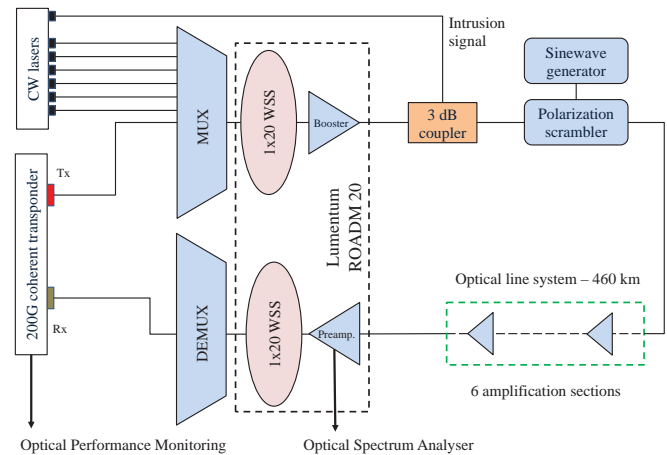 CW lasers
Intrusion
signal
MUX
1x20 WSS
Booster
3 dB
coupler
Sinewave
generator
Polarization
scrambler
Tx
200G coherent transponder
Rx
Lumentum
ROADM 20
DEMUX
1x20 WSS
Preamp.
Optical line system – 460 km
6 amplification sections
Optical Performance Monitoring
Optical Spectrum Analyser